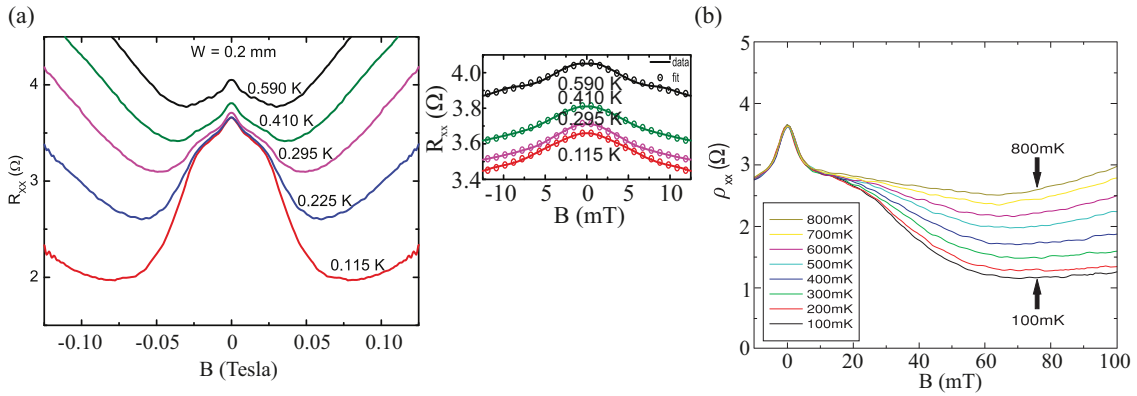 (a)
W = 0.2 mm
0.590 K
0.410 K
0.295 K
0.225 K
0.115 K
R_xx (Ω)
4
3
2
-0.10
-0.05
0
0.05
0.10
B (Tesla)
data
fit
0.590 K
0.410 K
0.295 K
0.115 K
R_xx (Ω)
4.0
3.8
3.6
3.4
-10
-5
0
5
10
B (mT)
(b)
ρ_xx (Ω)
5
4
3
2
1
0
800mK
100mK
800mK
700mK
600mK
500mK
400mK
300mK
200mK
100mK
0
20
40
60
80
100
B (mT)